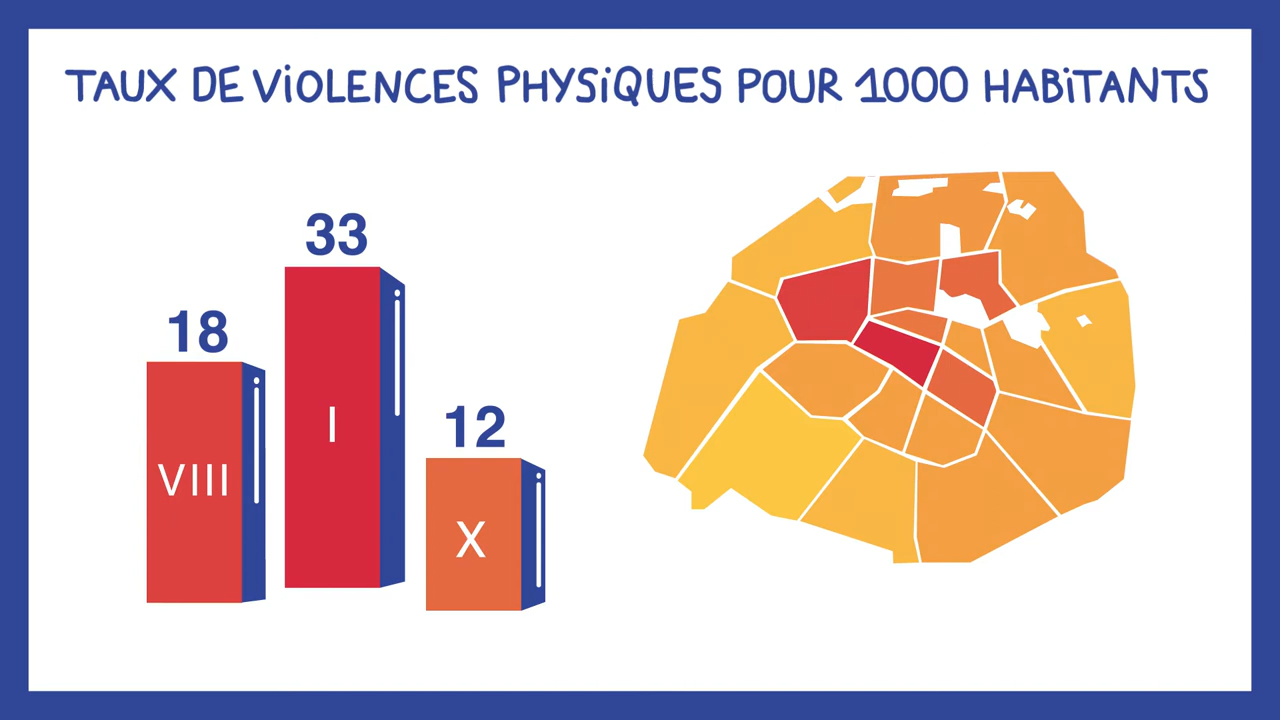 TAUX DE ViOLENCES PHYSiQUES POUR 1000 HABiTANTS
33
18
12
I
VIII
X